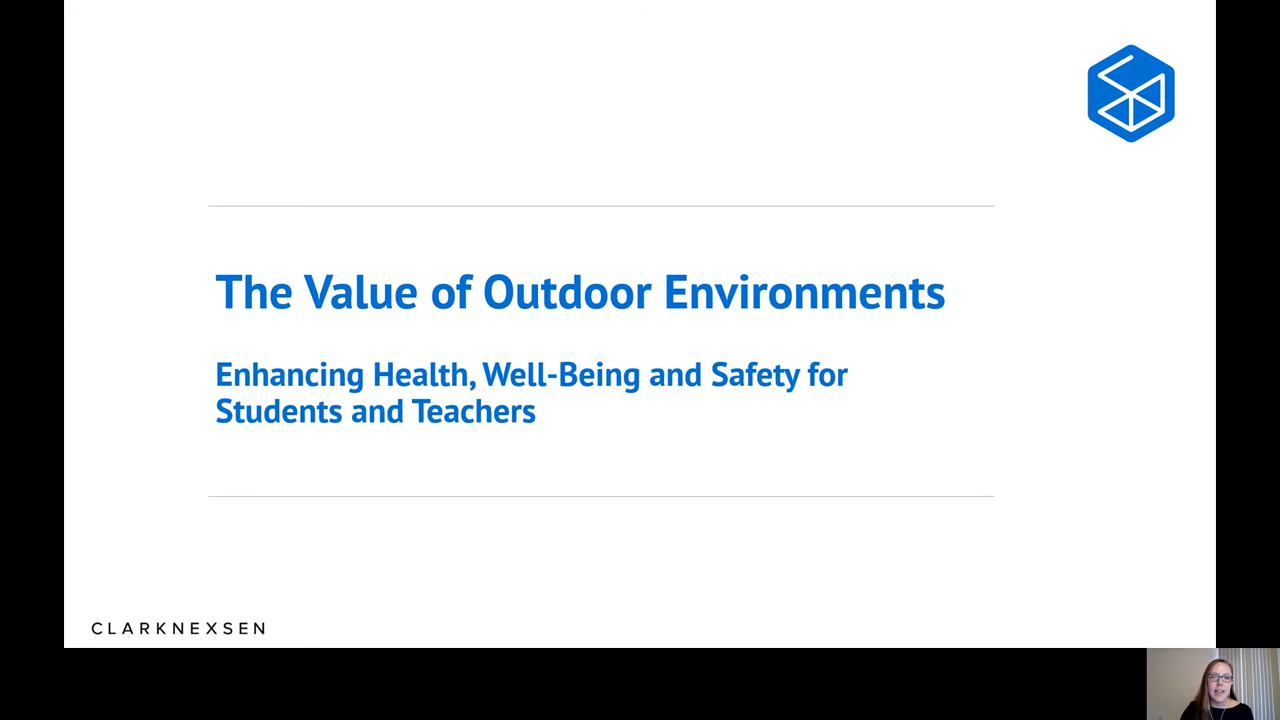 The Value of Outdoor Environments
Enhancing Health, Well-Being and Safety for
Students and Teachers
CLARKNEXSEN